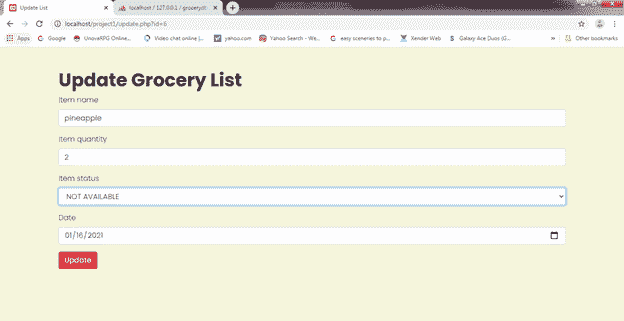 Update List
localhost / 127.0.0.1 / grocerydb
localhost/project1/update.php?id=6
Apps Google UnovaRPG Online... Video chat online |... yahoo.com Yahoo Search - We... easy sceneries to p... Xender Web Galaxy Ace Duos (G... » Other bookmarks
Update Grocery List
Item name
pineapple
Item quantity
2
Item status
NOT AVAILABLE
Date
01/16/2021
Update